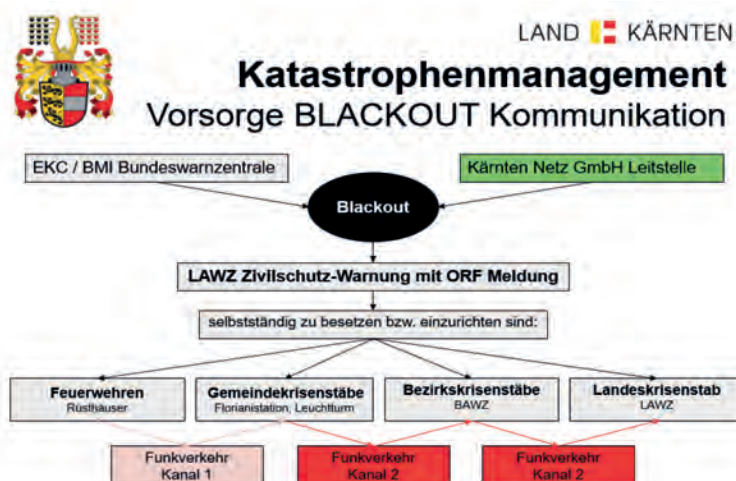 LAND KÄRNTEN
Katastrophenmanagement
Vorsorge BLACKOUT Kommunikation
EKC / BMI Bundeswarnzentrale
Kärnten Netz GmbH Leitstelle
Blackout
LAWZ Zivilschutz-Warnung mit ORF Meldung
selbstständig zu besetzen bzw. einzurichten sind:
Feuerwehren
Rüsthäuser
Gemeindekrisenstäbe
Florianistation, Leuchtturm
Bezirkskrisenstäbe
BAWZ
Landeskrisenstab
LAWZ
Funkverkehr
Kanal 1
Funkverkehr
Kanal 2
Funkverkehr
Kanal 2